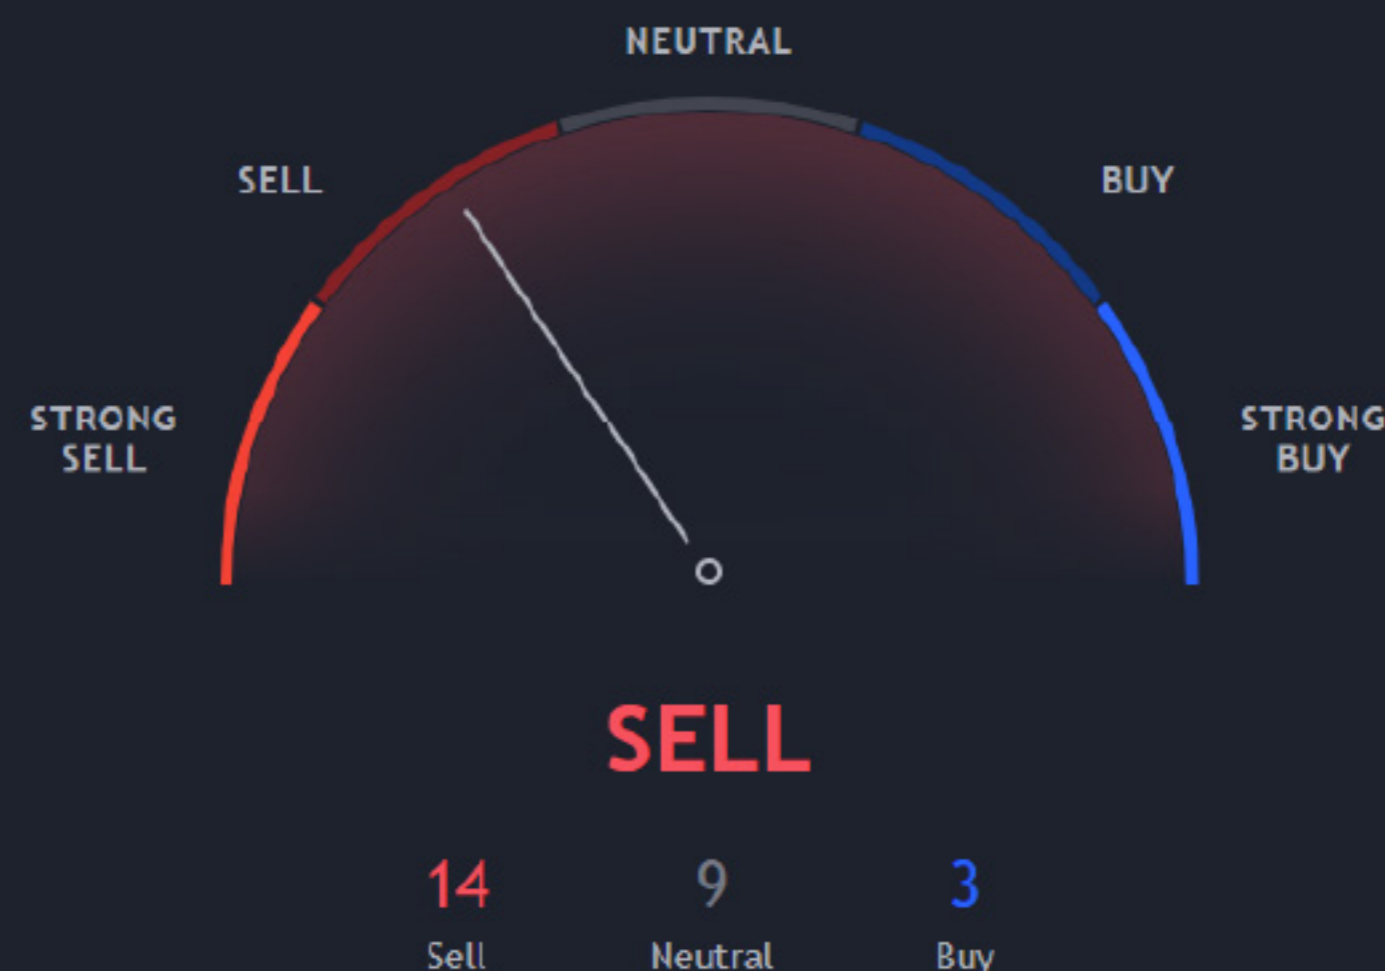 NEUTRAL
SELL
BUY
STRONG
SELL
STRONG
BUY
SELL
14
9
3
Sell
Neutral
Buy